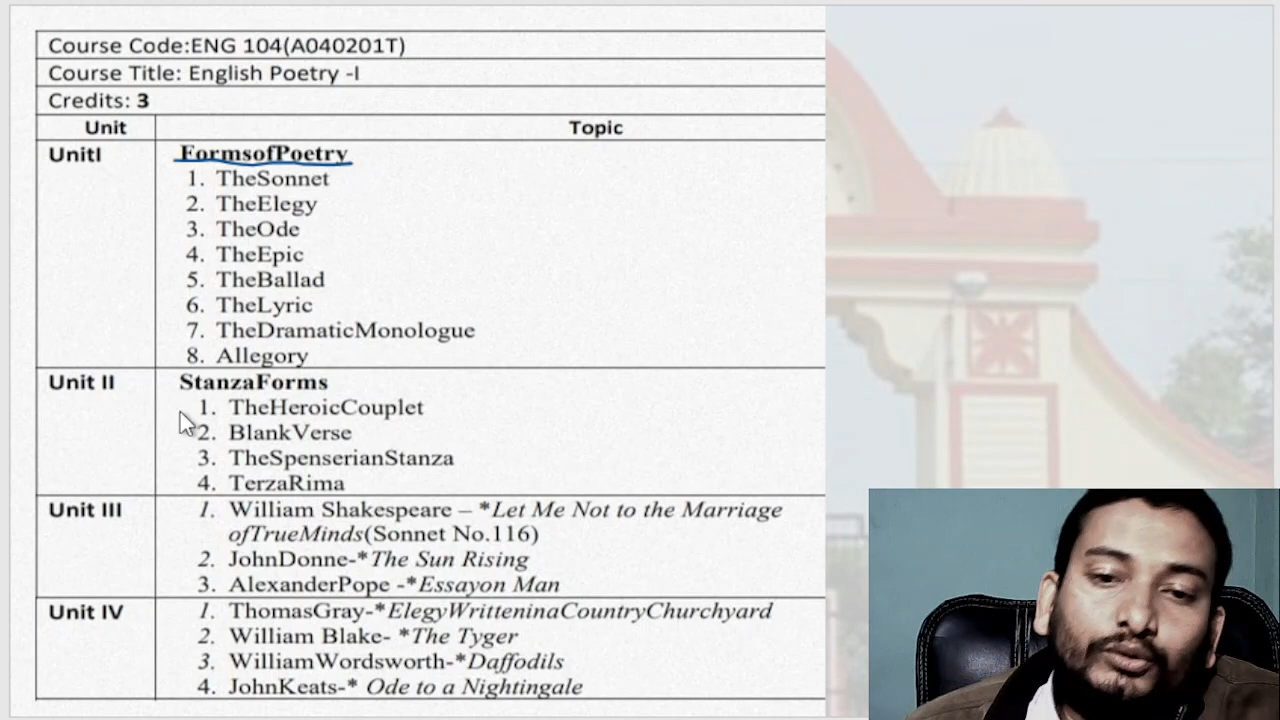 Course Code:ENG 104(A040201T)
Course Title: English Poetry -I
Credits: 3
Unit Topic
UnitI FormsofPoetry
1. TheSonnet
2. TheElegy
3. TheOde
4. TheEpic
5. TheBallad
6. TheLyric
7. TheDramaticMonologue
8. Allegory
Unit II StanzaForms
1. TheHeroicCouplet
2. BlankVerse
3. TheSpenserianStanza
4. TerzaRima
Unit III 1. William Shakespeare – *Let Me Not to the Marriage
ofTrueMinds(Sonnet No.116)
2. JohnDonne-*The Sun Rising
3. AlexanderPope -*Essayon Man
Unit IV 1. ThomasGray-*ElegyWritteninaCountryChurchyard
2. William Blake- *The Tyger
3. WilliamWordsworth-*Daffodils
4. JohnKeats-* Ode to a Nightingale